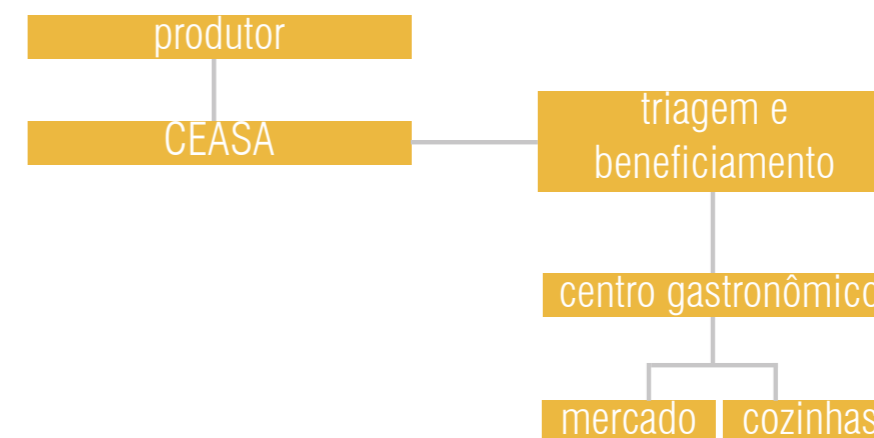 produtor
CEASA
triagem e
beneficiamento
centro gastronômico
mercado
cozinhas